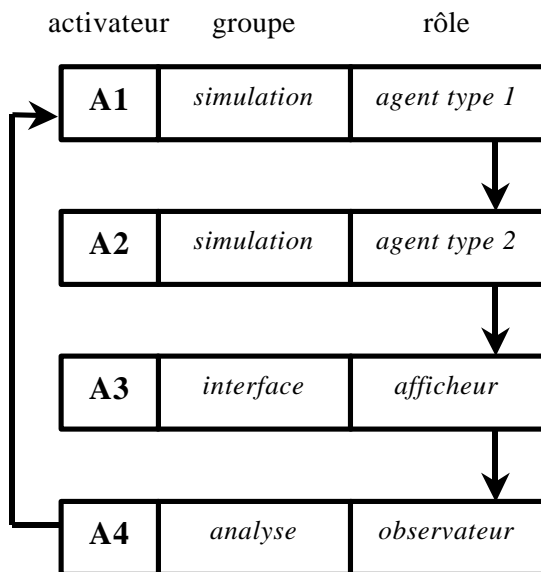 activateur groupe rôle
A1 simulation agent type 1
A2 simulation agent type 2
A3 interface afficheur
A4 analyse observateur